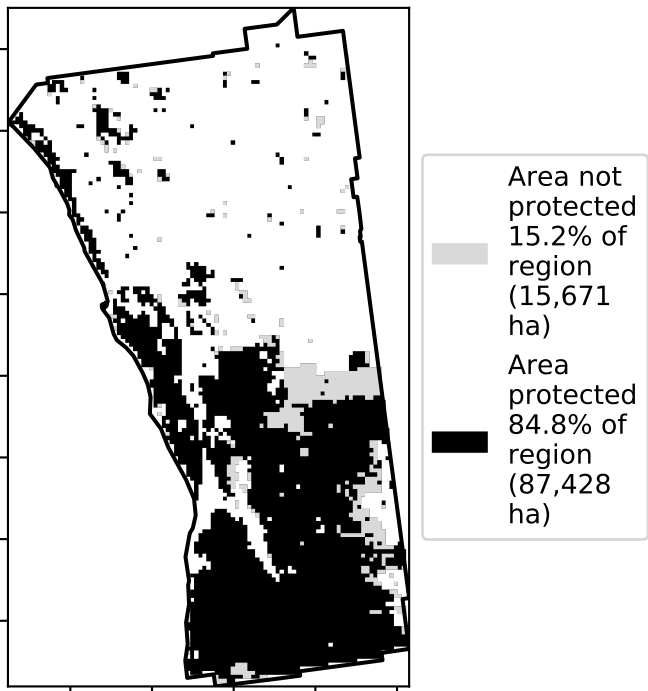 Area not
protected
15.2% of
region
(15,671
ha)
Area
protected
84.8% of
region
(87,428
ha)